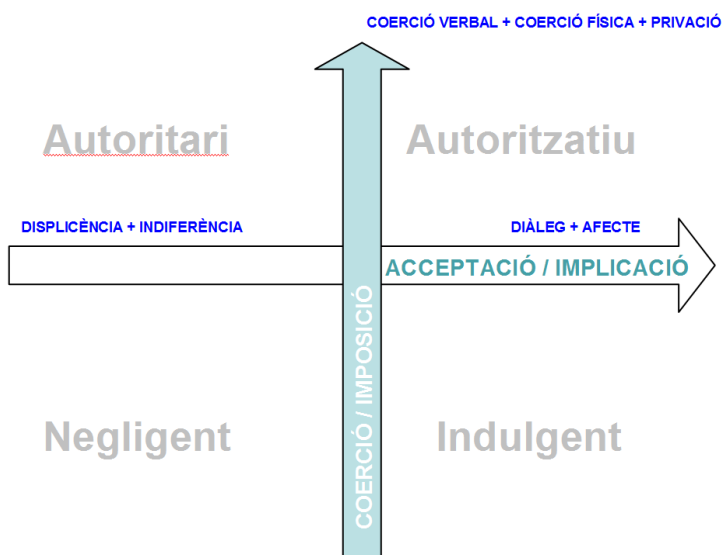 COERCIÓ VERBAL + COERCIÓ FÍSICA + PRIVACIÓ
Autoritari
Autoritzatiu
DISPLICÈNCIA + INDIFERÈNCIA
DIÀLEG + AFECTE
ACCEPTACIÓ / IMPLICACIÓ
COERCIÓ / IMPOSICIÓ
Negligent
Indulgent